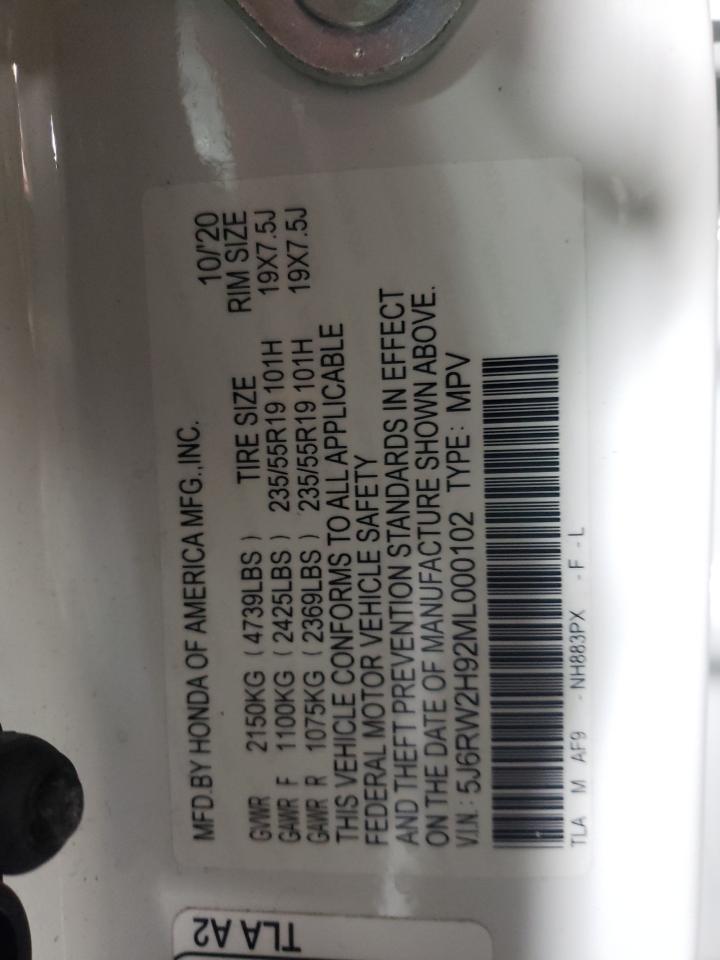 MFD.BY HONDA OF AMERICA MFG.,INC. 10/'20
TIRE SIZE RIM SIZE
GVWR 2150KG ( 4739LBS )
GAWR F 1100KG ( 2425LBS ) 235/55R19 101H 19X7.5J
GAWR R 1075KG ( 2369LBS ) 235/55R19 101H 19X7.5J
THIS VEHICLE CONFORMS TO ALL APPLICABLE
FEDERAL MOTOR VEHICLE SAFETY
AND THEFT PREVENTION STANDARDS IN EFFECT
ON THE DATE OF MANUFACTURE SHOWN ABOVE.
V.I.N.: 5J6RW2H92ML000102 TYPE: MPV
TLA M AF9 - NH883PX - F - L
TLA A2